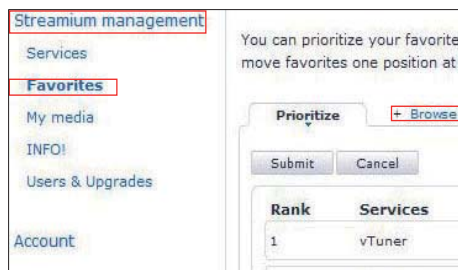 Streamium management
Services
Favorites
My media
INFO!
Users & Upgrades
Account
You can prioritize your favorite
move favorites one position at
Prioritize
+ Browse
Submit Cancel
Rank Services
1 vTuner